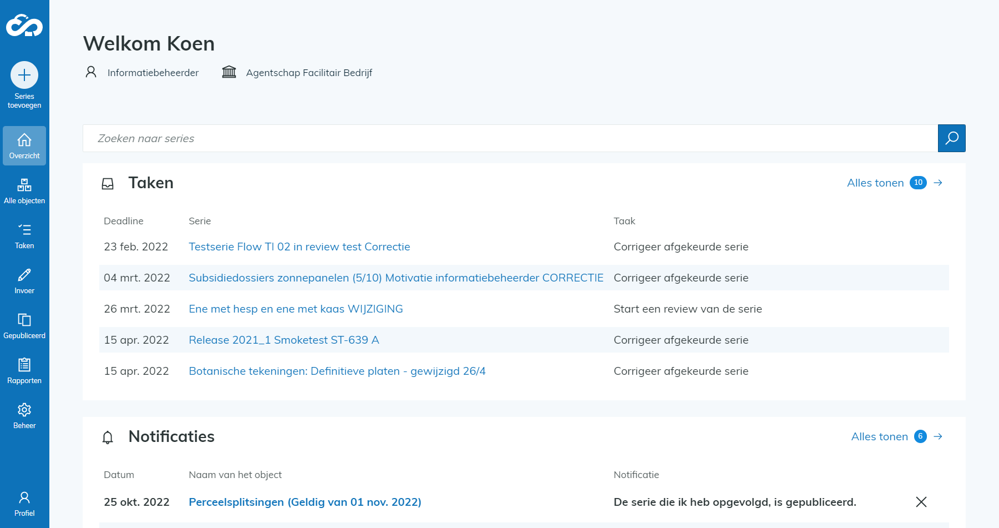 Welkom Koen
Informatiebeheerder
Agentschap Facilitair Bedrijf
Series
toevoegen
Overzicht
Alle objecten
Taken
Invoer
Gepubliceerd
Rapporten
Beheer
Profiel
Zoeken naar series
Taken
Alles tonen 10
Deadline Serie Taak
23 feb. 2022 Testserie Flow TI 02 in review test Correctie Corrigeer afgekeurde serie
04 mrt. 2022 Subsidiedossiers zonnepanelen (5/10) Motivatie informatiebeheerder CORRECTIE Corrigeer afgekeurde serie
26 mrt. 2022 Ene met hesp en ene met kaas WIJZIGING Start een review van de serie
15 apr. 2022 Release 2021_1 Smoketest ST-639 A Corrigeer afgekeurde serie
15 apr. 2022 Botanische tekeningen: Definitieve platen - gewijzigd 26/4 Corrigeer afgekeurde serie
Notificaties
Alles tonen 6
Datum Naam van het object Notificatie
25 okt. 2022 Perceelsplitsingen (Geldig van 01 nov. 2022) De serie die ik heb opgevolgd, is gepubliceerd.